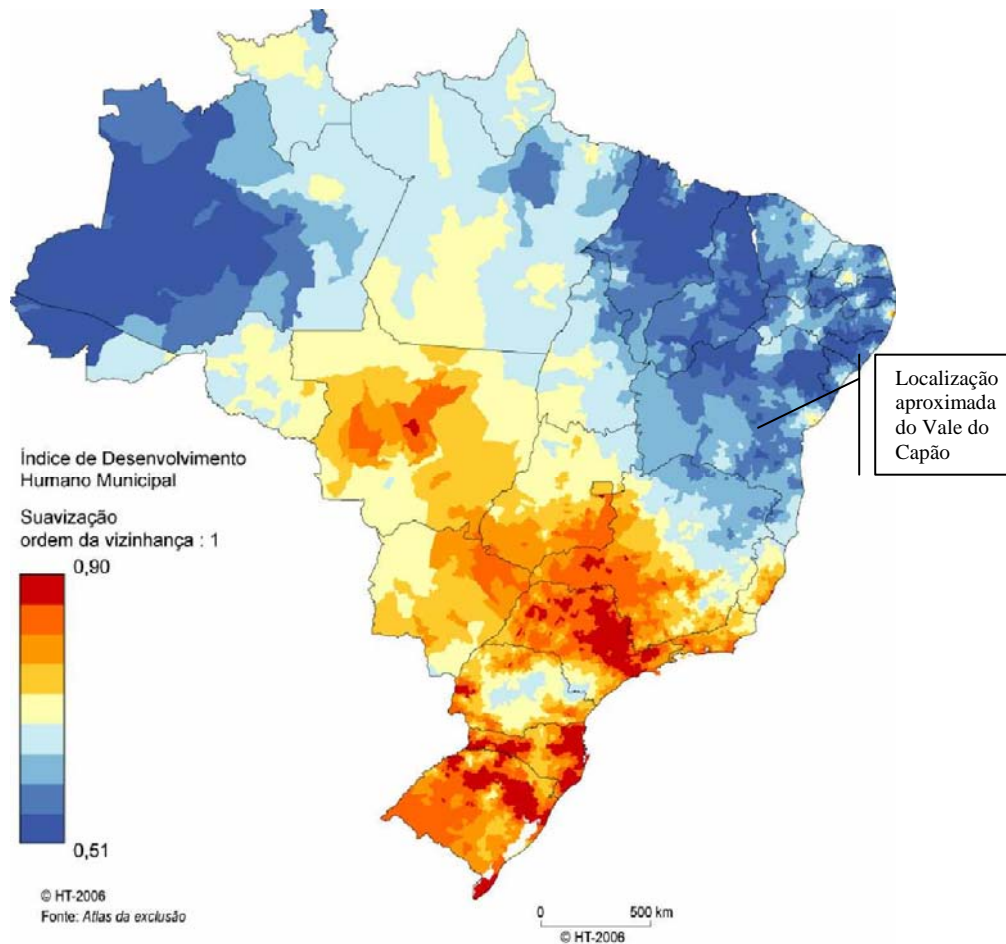 Localização
aproximada
do Vale do
Capão
Índice de Desenvolvimento
Humano Municipal
Suavização
ordem da vizinhança : 1
0,90
0,51
© HT-2006
Fonte: Atlas da exclusão
0 500 km
© HT-2006